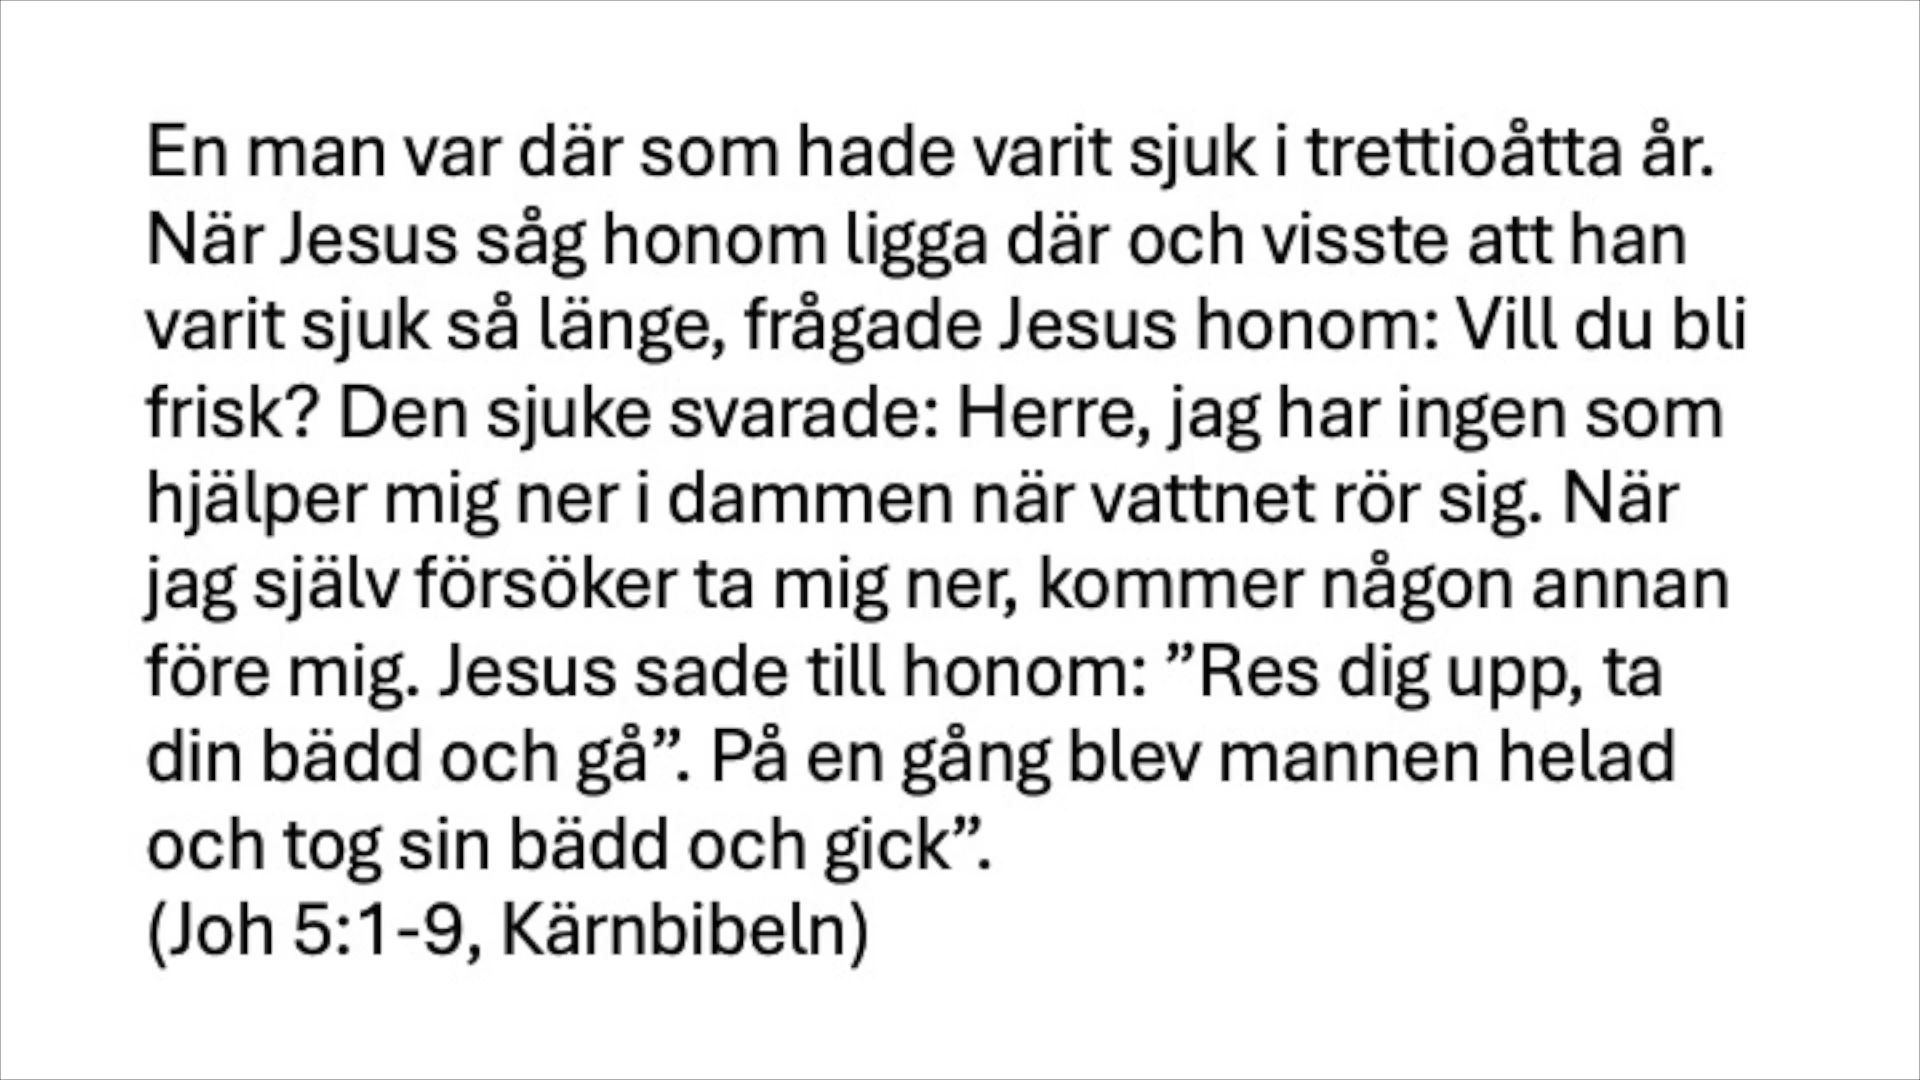 En man var där som hade varit sjuk i trettioåtta år.
När Jesus såg honom ligga där och visste att han
varit sjuk så länge, frågade Jesus honom: Vill du bli
frisk? Den sjuke svarade: Herre, jag har ingen som
hjälper mig ner i dammen när vattnet rör sig. När
jag själv försöker ta mig ner, kommer någon annan
före mig. Jesus sade till honom: ”Res dig upp, ta
din bädd och gå”. På en gång blev mannen helad
och tog sin bädd och gick”.
(Joh 5:1-9, Kärnbibeln)